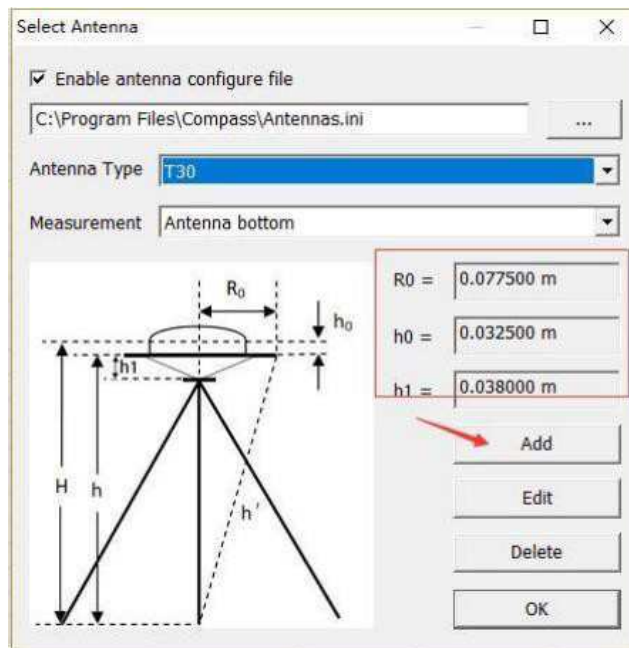 Select Antenna
Enable antenna configure file
C:\Program Files\Compass\Antennas.ini
...
Antenna Type T30
Measurement Antenna bottom
R0 = 0.077500 m
h0 = 0.032500 m
h1 = 0.038000 m
R0
h0
h1
H h h'
Add
Edit
Delete
OK